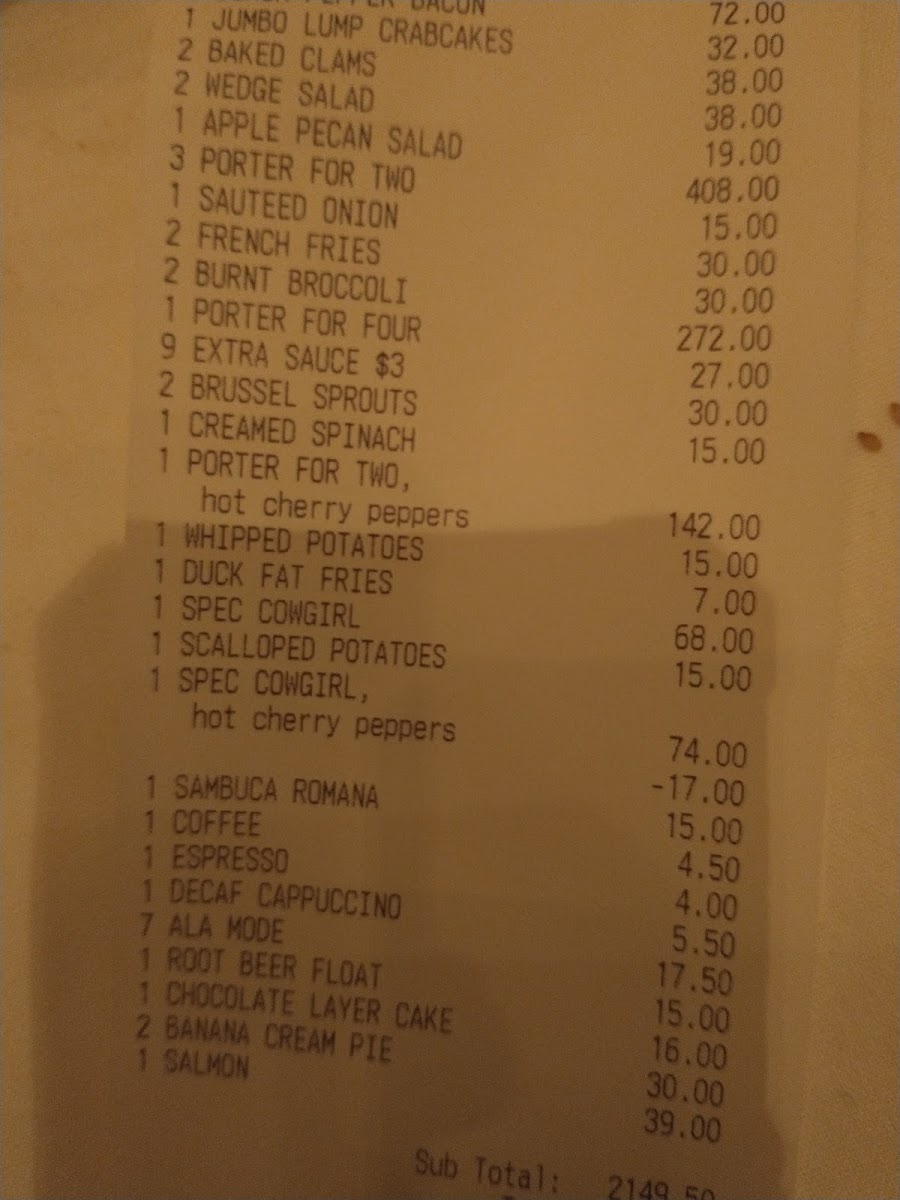 PEPPER BACON 72.00
1 JUMBO LUMP CRABCAKES 32.00
2 BAKED CLAMS 38.00
2 WEDGE SALAD 38.00
1 APPLE PECAN SALAD 19.00
3 PORTER FOR TWO 408.00
1 SAUTEED ONION 15.00
2 FRENCH FRIES 30.00
2 BURNT BROCCOLI 30.00
1 PORTER FOR FOUR 272.00
9 EXTRA SAUCE $3 27.00
2 BRUSSEL SPROUTS 30.00
1 CREAMED SPINACH 15.00
1 PORTER FOR TWO,
hot cherry peppers 142.00
1 WHIPPED POTATOES 15.00
1 DUCK FAT FRIES 7.00
1 SPEC COWGIRL 68.00
1 SCALLOPED POTATOES 15.00
1 SPEC COWGIRL,
hot cherry peppers 74.00
-17.00
1 SAMBUCA ROMANA 15.00
1 COFFEE 4.50
1 ESPRESSO 4.00
1 DECAF CAPPUCCINO 5.50
7 ALA MODE 17.50
1 ROOT BEER FLOAT 15.00
1 CHOCOLATE LAYER CAKE 16.00
2 BANANA CREAM PIE 30.00
1 SALMON 39.00
Sub Total: 2149.50